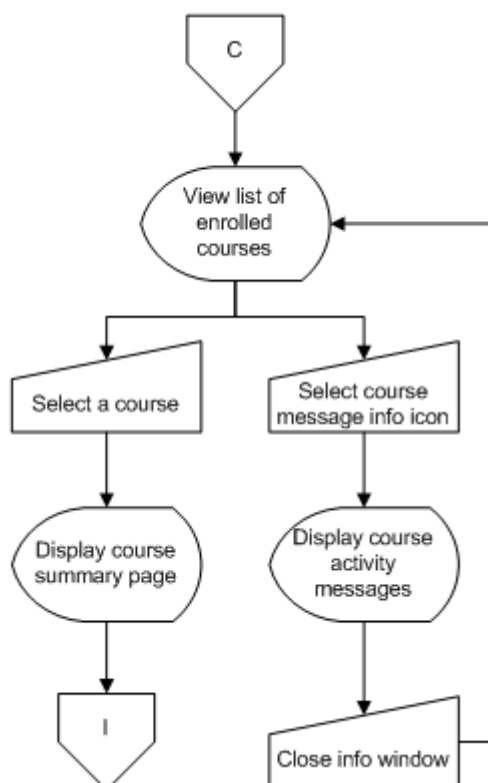 C
View list of
enrolled
courses
Select a course
Select course
message info icon
Display course
summary page
Display course
activity
messages
I
Close info window